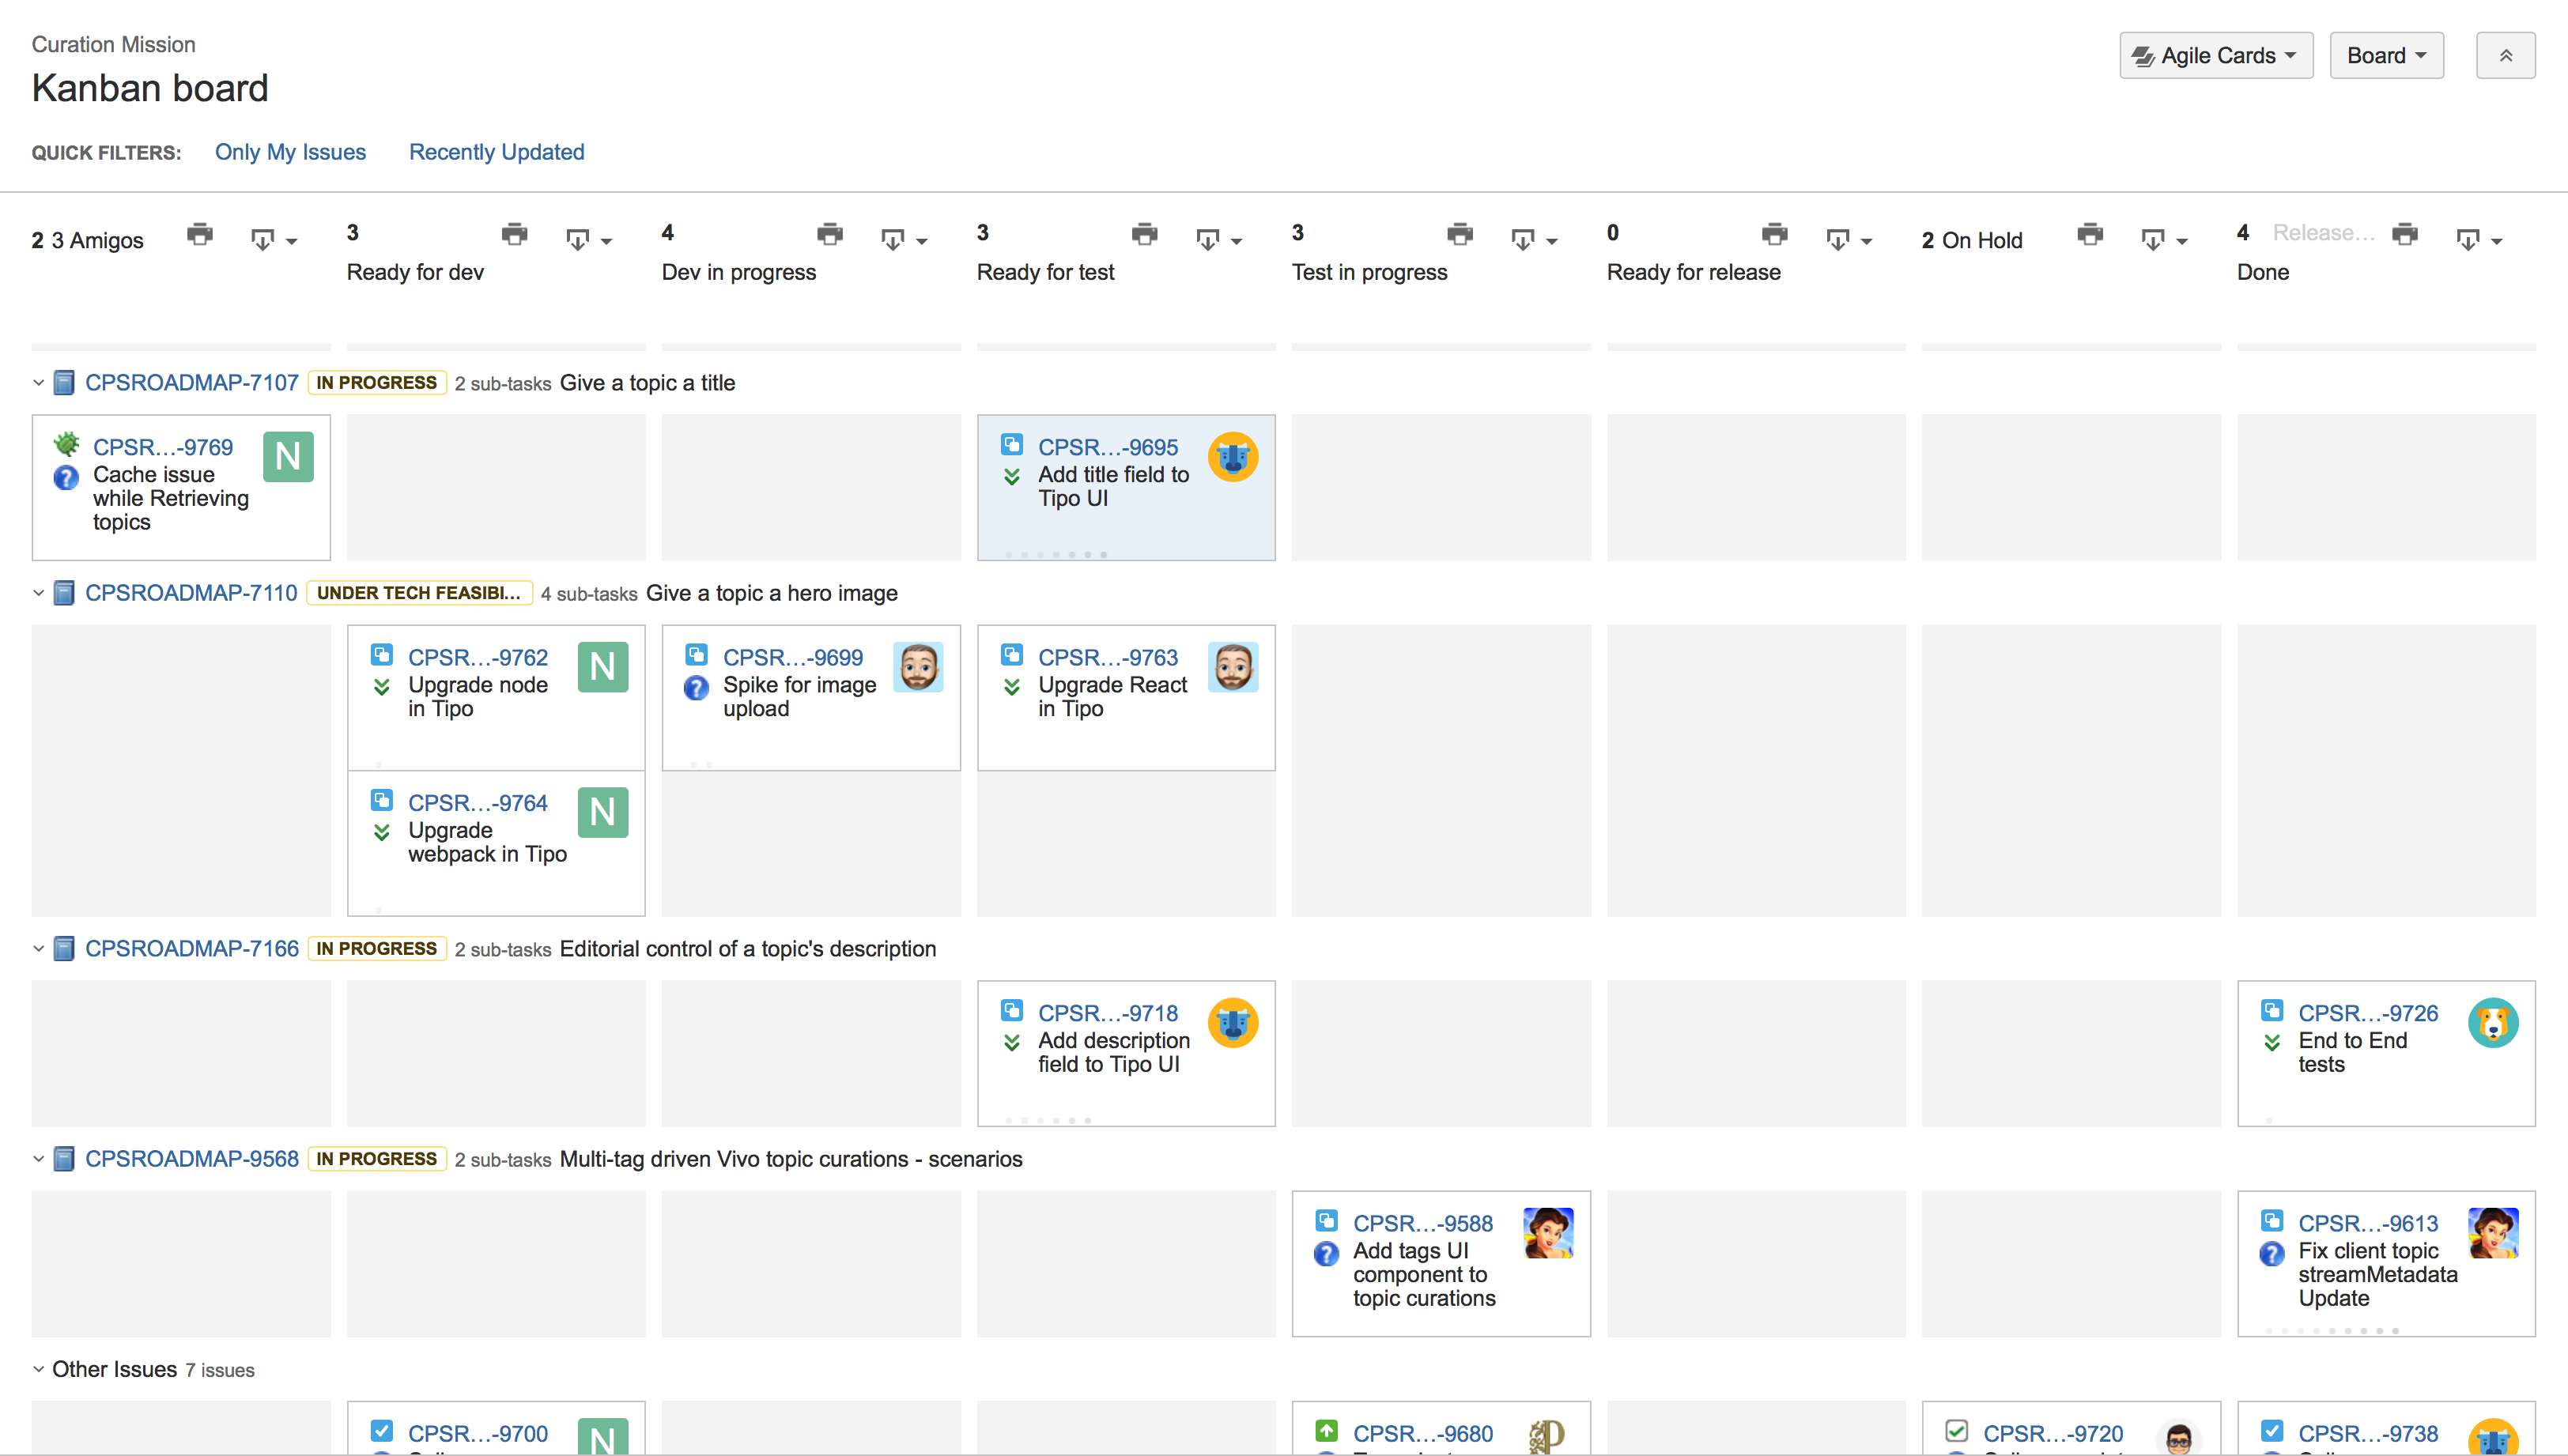 Curation Mission
Kanban board
Agile Cards
Board
QUICK FILTERS: Only My Issues Recently Updated
2 3 Amigos
3
Ready for dev
4
Dev in progress
3
Ready for test
3
Test in progress
0
Ready for release
2 On Hold
4 Release...
Done
CPSROADMAP-7107 IN PROGRESS 2 sub-tasks Give a topic a title
CPSR...-9769
Cache issue
while Retrieving
topics
N
CPSR...-9695
Add title field to
Tipo UI
CPSROADMAP-7110 UNDER TECH FEASIBI... 4 sub-tasks Give a topic a hero image
CPSR...-9762
Upgrade node
in Tipo
N
CPSR...-9699
Spike for image
upload
CPSR...-9763
Upgrade React
in Tipo
CPSR...-9764
Upgrade
webpack in Tipo
N
CPSROADMAP-7166 IN PROGRESS 2 sub-tasks Editorial control of a topic's description
CPSR...-9718
Add description
field to Tipo UI
CPSR...-9726
End to End
tests
CPSROADMAP-9568 IN PROGRESS 2 sub-tasks Multi-tag driven Vivo topic curations - scenarios
CPSR...-9588
Add tags UI
component to
topic curations
CPSR...-9613
Fix client topic
streamMetadata
Update
Other Issues 7 issues
CPSR...-9700
N
CPSR...-9680
CPSR...-9720
CPSR...-9738